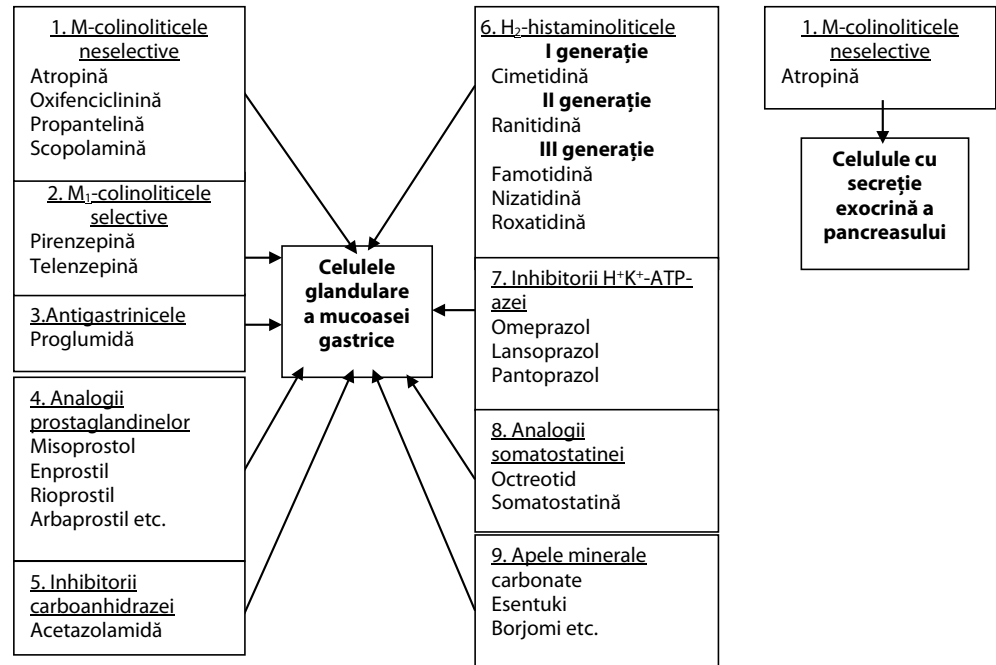 1. M-colinoliticele
neselective
Atropină
Oxifenciclinină
Propantelină
Scopolamină
2. M₁-colinoliticele
selective
Pirenzepină
Telenzepină
3.Antigastrinicele
Proglumidă
4. Analogii
prostaglandinelor
Misoprostol
Enprostil
Rioprostil
Arbaprostil etc.
5. Inhibitorii
carboanhidrazei
Acetazolamidă
Celulele
glandulare
a mucoasei
gastrice
6. H₂-histaminoliticele
I generație
Cimetidină
II generație
Ranitidină
III generație
Famotidină
Nizatidină
Roxatidină
7. Inhibitorii H⁺K⁺-ATP-
azei
Omeprazol
Lansoprazol
Pantoprazol
8. Analogii
somatostatinei
Octreotid
Somatostatină
9. Apele minerale
carbonate
Esentuki
Borjomi etc.
1. M-colinoliticele
neselective
Atropină
Celulule cu
secreție
exocrină a
pancreasului